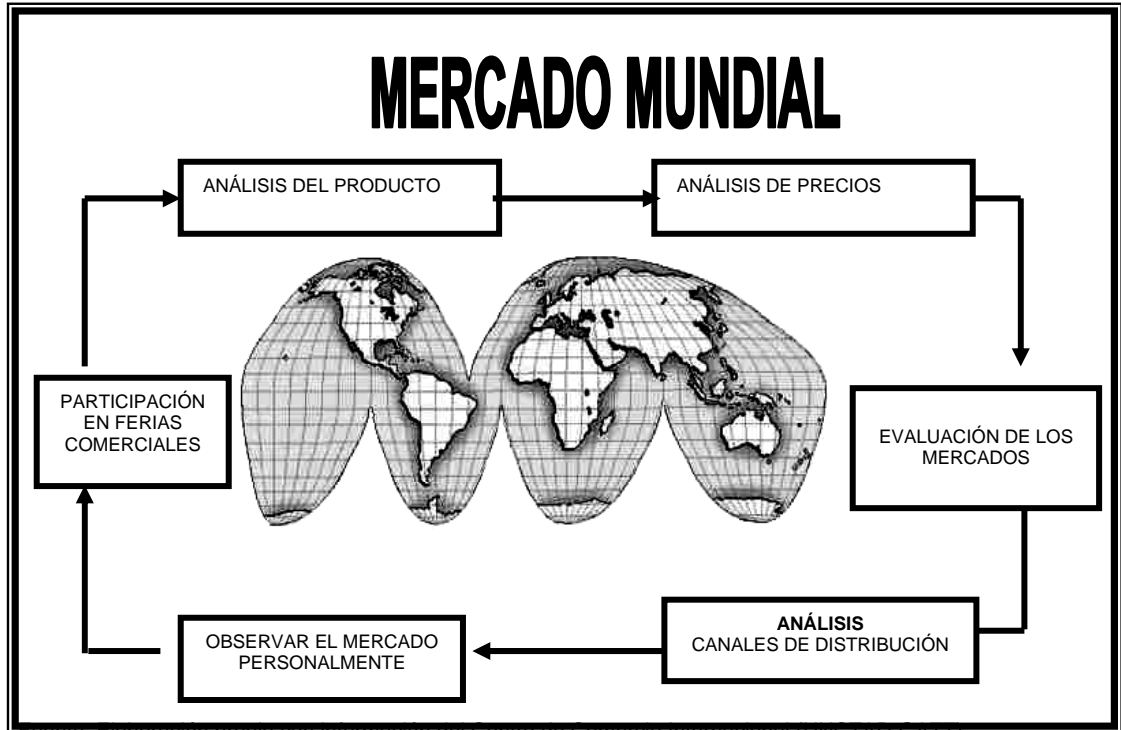 MERCADO MUNDIAL
ANÁLISIS DEL PRODUCTO
ANÁLISIS DE PRECIOS
PARTICIPACIÓN
EN FERIAS
COMERCIALES
EVALUACIÓN DE LOS
MERCADOS
ANÁLISIS
CANALES DE DISTRIBUCIÓN
OBSERVAR EL MERCADO
PERSONALMENTE